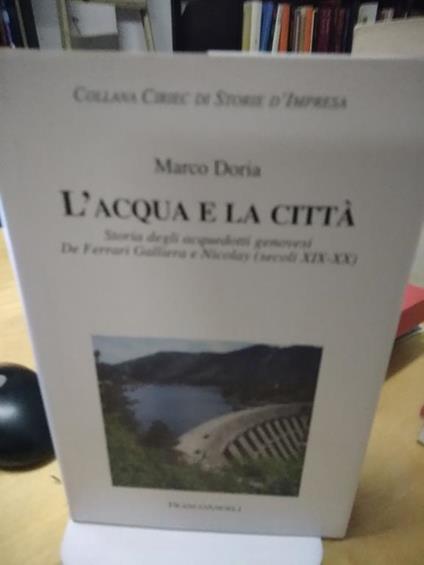 COLLANA CIRIEC DI STORIE D'IMPRESA
Marco Doria
L'ACQUA E LA CITTÀ
Storia degli acquedotti genovesi
De Ferrari Galliera e Nicolay (secoli XIX-XX)
FRANCOANGELI